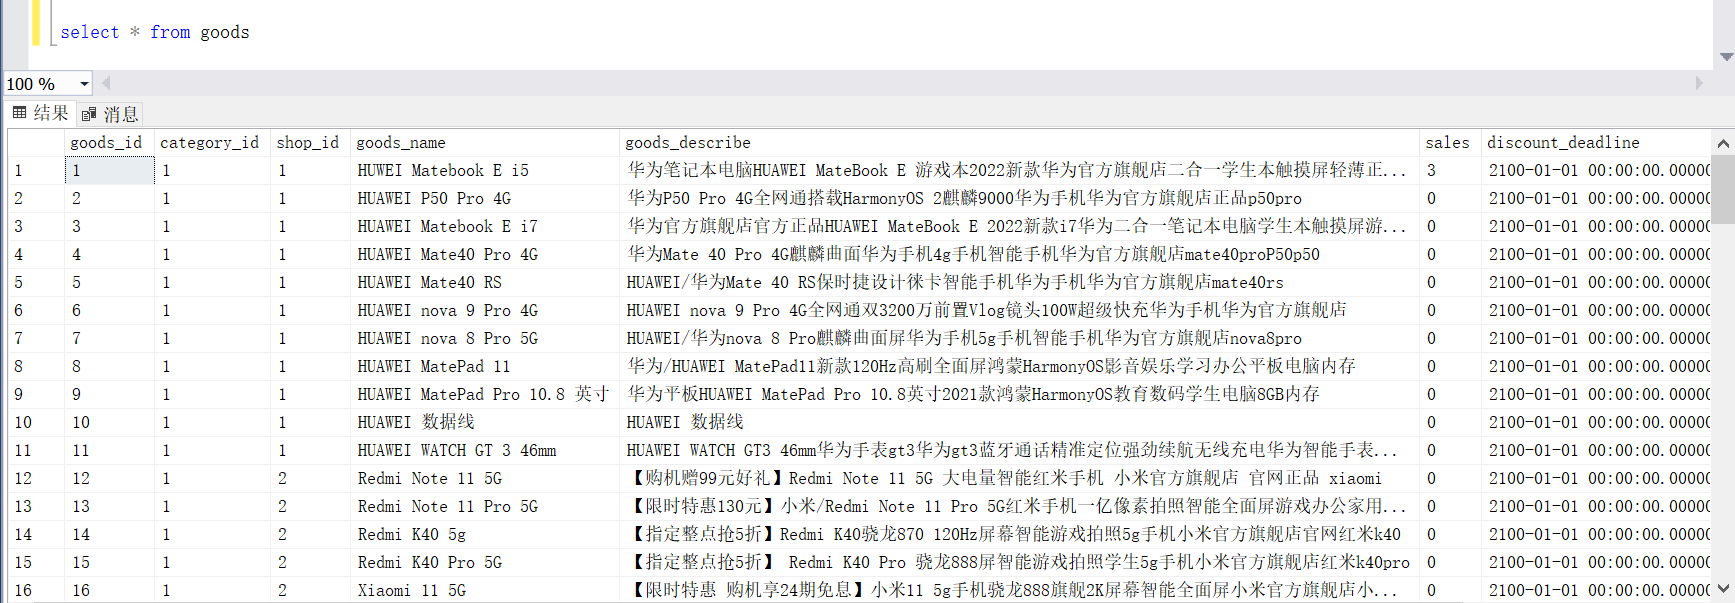 select * from goods
100 %
结果 消息
goods_id category_id shop_id goods_name goods_describe sales discount_deadline
1 1 1 1 HUWEI Matebook E i5 华为笔记本电脑HUAWEI MateBook E 游戏本2022新款华为官方旗舰店二合一学生本触摸屏轻薄正... 3 2100-01-01 00:00:00.00000
2 2 1 1 HUAWEI P50 Pro 4G 华为P50 Pro 4G全网通搭载HarmonyOS 2麒麟9000华为手机华为官方旗舰店正品p50pro 0 2100-01-01 00:00:00.00000
3 3 1 1 HUAWEI Matebook E i7 华为官方旗舰店官方正品HUAWEI MateBook E 2022新款i7华为二合一笔记本电脑学生本触摸屏游... 0 2100-01-01 00:00:00.00000
4 4 1 1 HUAWEI Mate40 Pro 4G 华为Mate 40 Pro 4G麒麟曲面华为手机4g手机智能手机华为官方旗舰店mate40proP50p50 0 2100-01-01 00:00:00.00000
5 5 1 1 HUAWEI Mate40 RS HUAWEI/华为Mate 40 RS保时捷设计徕卡智能手机华为手机华为官方旗舰店mate40rs 0 2100-01-01 00:00:00.00000
6 6 1 1 HUAWEI nova 9 Pro 4G HUAWEI nova 9 Pro 4G全网通双3200万前置Vlog镜头100W超级快充华为手机华为官方旗舰店 0 2100-01-01 00:00:00.00000
7 7 1 1 HUAWEI nova 8 Pro 5G HUAWEI/华为nova 8 Pro麒麟曲面屏华为手机5g手机智能手机华为官方旗舰店nova8pro 0 2100-01-01 00:00:00.00000
8 8 1 1 HUAWEI MatePad 11 华为/HUAWEI MatePad11新款120Hz高刷全面屏鸿蒙HarmonyOS影音娱乐学习办公平板电脑内存 0 2100-01-01 00:00:00.00000
9 9 1 1 HUAWEI MatePad Pro 10.8 英寸 华为平板HUAWEI MatePad Pro 10.8英寸2021款鸿蒙HarmonyOS教育数码学生电脑8GB内存 0 2100-01-01 00:00:00.00000
10 10 1 1 HUAWEI 数据线 HUAWEI 数据线 0 2100-01-01 00:00:00.00000
11 11 1 1 HUAWEI WATCH GT 3 46mm HUAWEI WATCH GT3 46mm华为手表gt3华为gt3蓝牙通话精准定位强劲续航无线充电华为智能手表... 0 2100-01-01 00:00:00.00000
12 12 1 2 Redmi Note 11 5G 【购机赠99元好礼】Redmi Note 11 5G 大电量智能红米手机 小米官方旗舰店 官网正品 xiaomi 0 2100-01-01 00:00:00.00000
13 13 1 2 Redmi Note 11 Pro 5G 【限时特惠130元】小米/Redmi Note 11 Pro 5G红米手机一亿像素拍照智能全面屏游戏办公家用... 0 2100-01-01 00:00:00.00000
14 14 1 2 Redmi K40 5g 【指定整点抢5折】Redmi K40骁龙870 120Hz屏幕智能游戏拍照5g手机小米官方旗舰店官网红米k40 0 2100-01-01 00:00:00.00000
15 15 1 2 Redmi K40 Pro 5G 【指定整点抢5折】 Redmi K40 Pro 骁龙888屏智能游戏拍照学生5g手机小米官方旗舰店红米k40pro 0 2100-01-01 00:00:00.00000
16 16 1 2 Xiaomi 11 5G 【限时特惠 购机享24期免息】小米11 5g手机骁龙888旗舰2K屏幕智能全面屏小米官方旗舰店小... 0 2100-01-01 00:00:00.00000